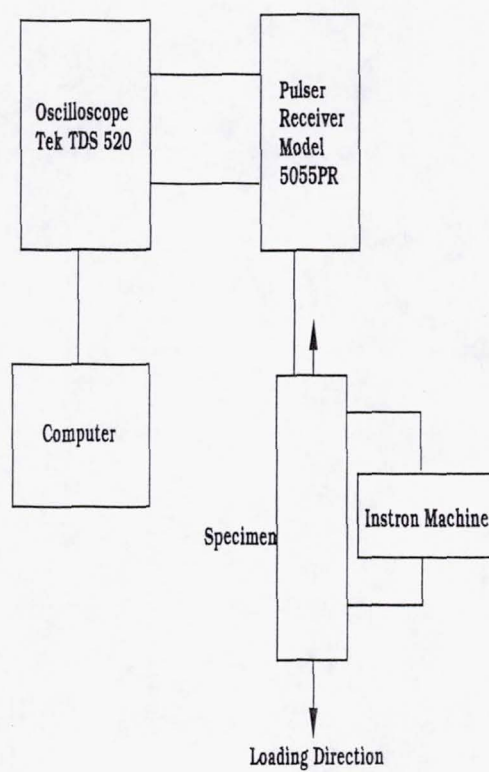 Oscilloscope
Tek TDS 520
Pulser
Receiver
Model
5055PR
Computer
Specimen
Instron Machine
Loading Direction